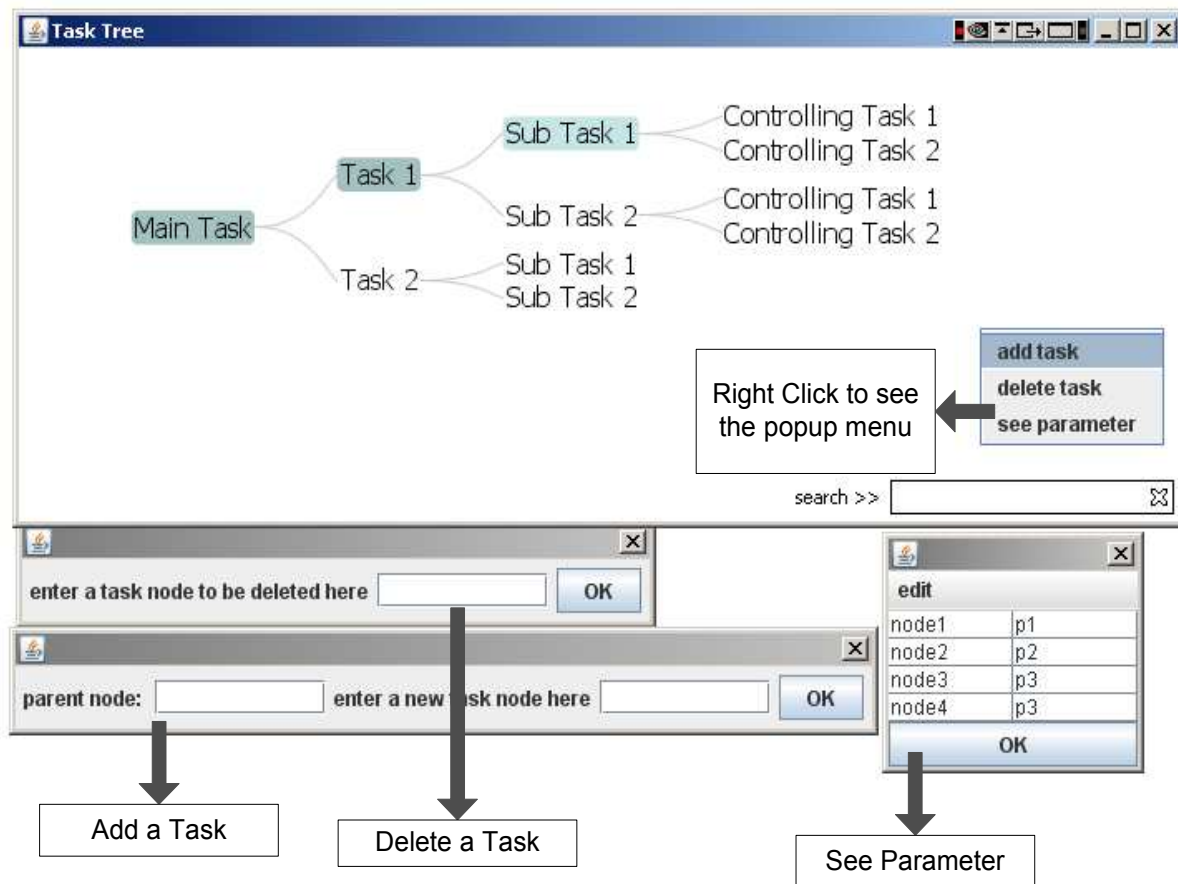 Task Tree
Controlling Task 1
Sub Task 1
Controlling Task 2
Task 1
Controlling Task 1
Sub Task 2
Main Task
Controlling Task 2
Task 2
Sub Task 1
Sub Task 2
add task
delete task
see parameter
Right Click to see
the popup menu
search >>
enter a task node to be deleted here
OK
parent node:
enter a new task node here
OK
edit
node1 p1
node2 p2
node3 p3
node4 p3
OK
Add a Task
Delete a Task
See Parameter